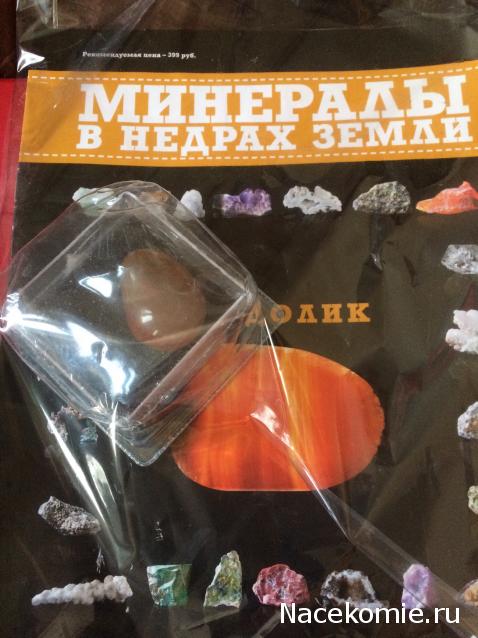 Рекомендуемая цена – 399 руб.
МИНЕРАЛЫ
В НЕДРАХ ЗЕМЛИ
Nacekomie.ru